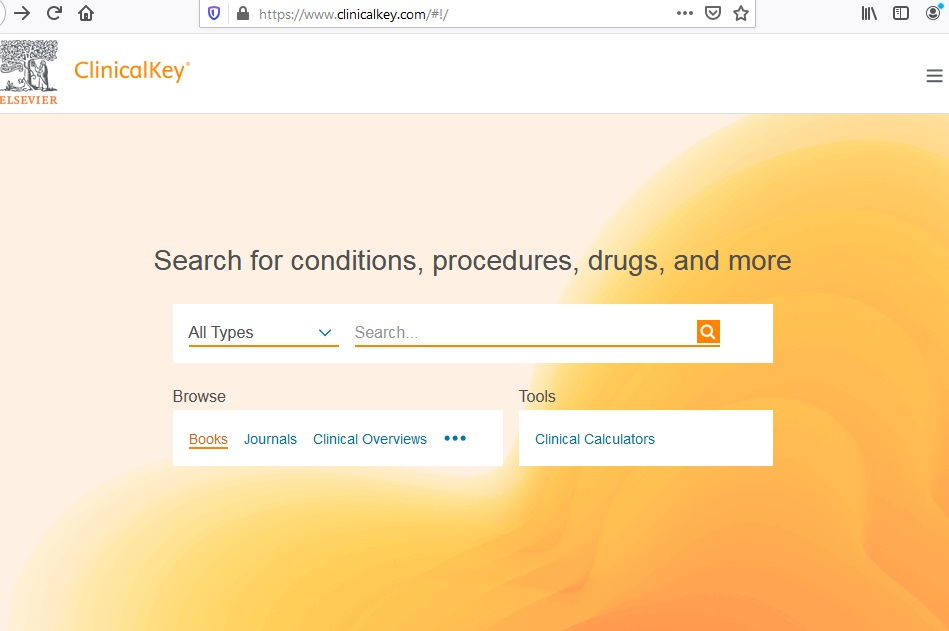 https://www.clinicalkey.com/#!/
ELSEVIER
ClinicalKey®
Search for conditions, procedures, drugs, and more
All Types
Search...
Browse
Tools
Books Journals Clinical Overviews •••
Clinical Calculators